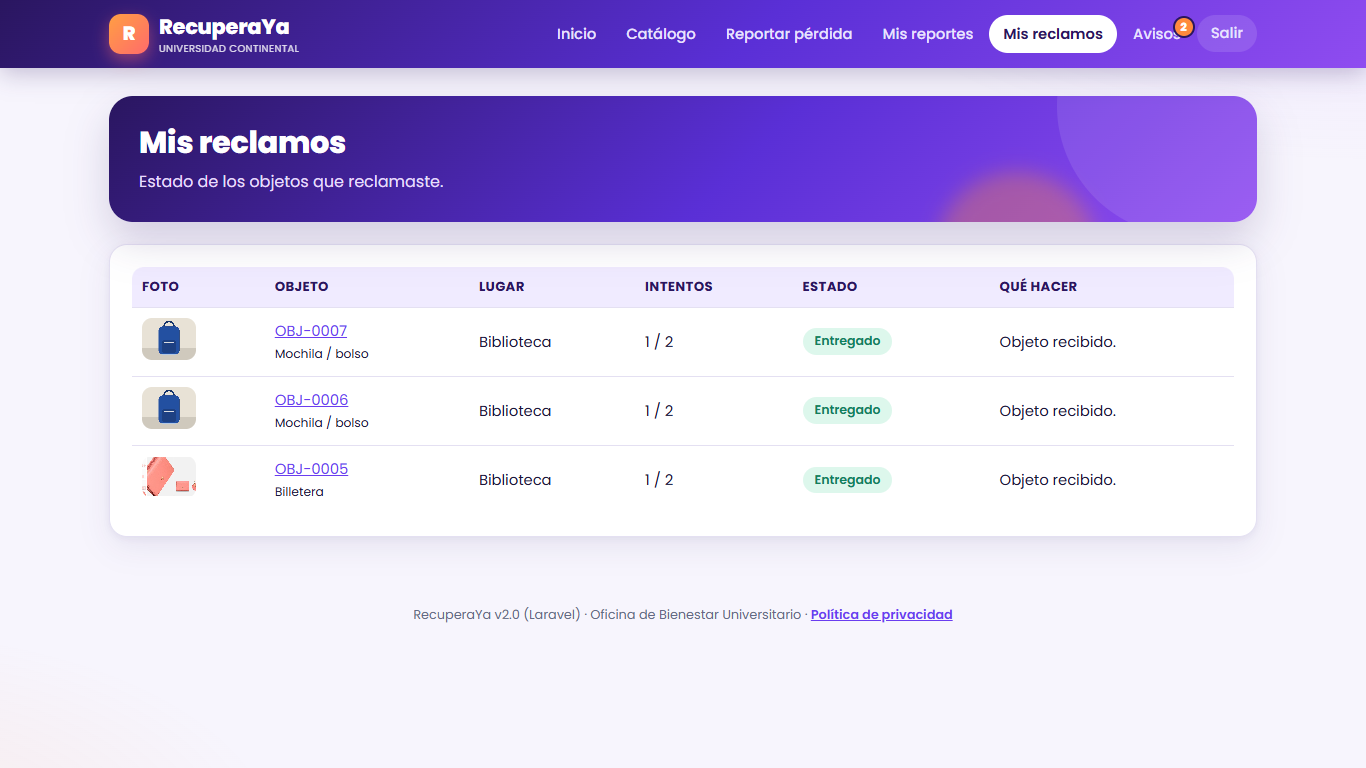 R
RecuperaYa
UNIVERSIDAD CONTINENTAL
Inicio
Catálogo
Reportar pérdida
Mis reportes
Mis reclamos
Avisos
2
Salir
Mis reclamos
Estado de los objetos que reclamaste.
FOTO OBJETO LUGAR INTENTOS ESTADO QUÉ HACER
OBJ-0007
Mochila / bolso
Biblioteca
1 / 2
Entregado
Objeto recibido.
OBJ-0006
Mochila / bolso
Biblioteca
1 / 2
Entregado
Objeto recibido.
OBJ-0005
Billetera
Biblioteca
1 / 2
Entregado
Objeto recibido.
RecuperaYa v2.0 (Laravel) · Oficina de Bienestar Universitario · Política de privacidad